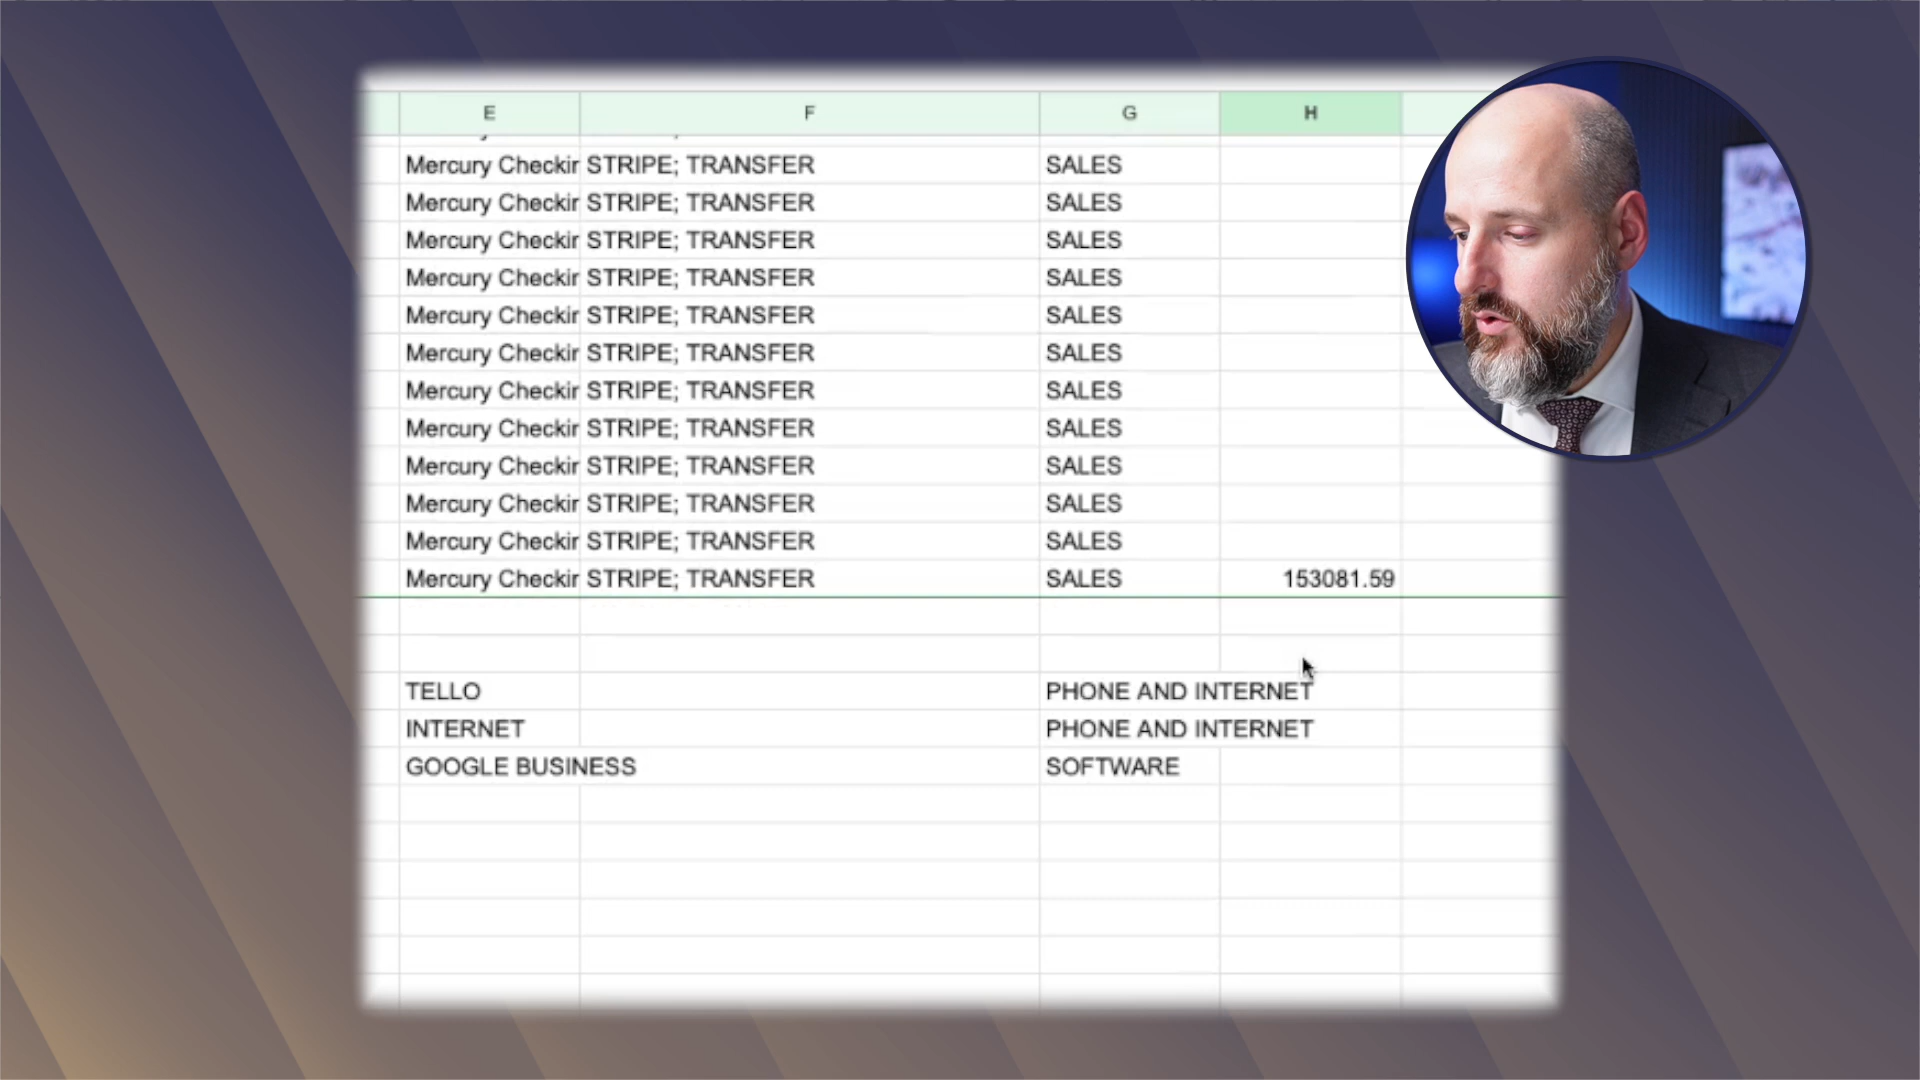 E F G H
Mercury Checkir STRIPE; TRANSFER SALES
Mercury Checkir STRIPE; TRANSFER SALES
Mercury Checkir STRIPE; TRANSFER SALES
Mercury Checkir STRIPE; TRANSFER SALES
Mercury Checkir STRIPE; TRANSFER SALES
Mercury Checkir STRIPE; TRANSFER SALES
Mercury Checkir STRIPE; TRANSFER SALES
Mercury Checkir STRIPE; TRANSFER SALES
Mercury Checkir STRIPE; TRANSFER SALES
Mercury Checkir STRIPE; TRANSFER SALES
Mercury Checkir STRIPE; TRANSFER SALES
Mercury Checkir STRIPE; TRANSFER SALES 153081.59
TELLO PHONE AND INTERNET
INTERNET PHONE AND INTERNET
GOOGLE BUSINESS SOFTWARE